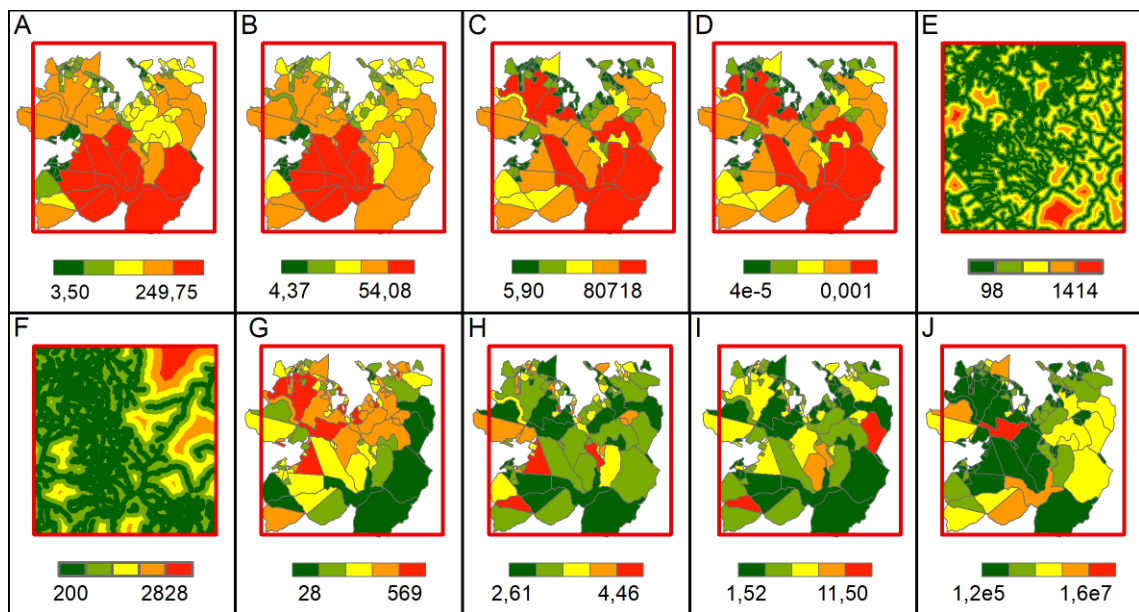 A
B
C
D
E
3,50 249,75
4,37 54,08
5,90 80718
4e-5 0,001
98 1414
F
G
H
I
J
200 2828
28 569
2,61 4,46
1,52 11,50
1,2e5 1,6e7